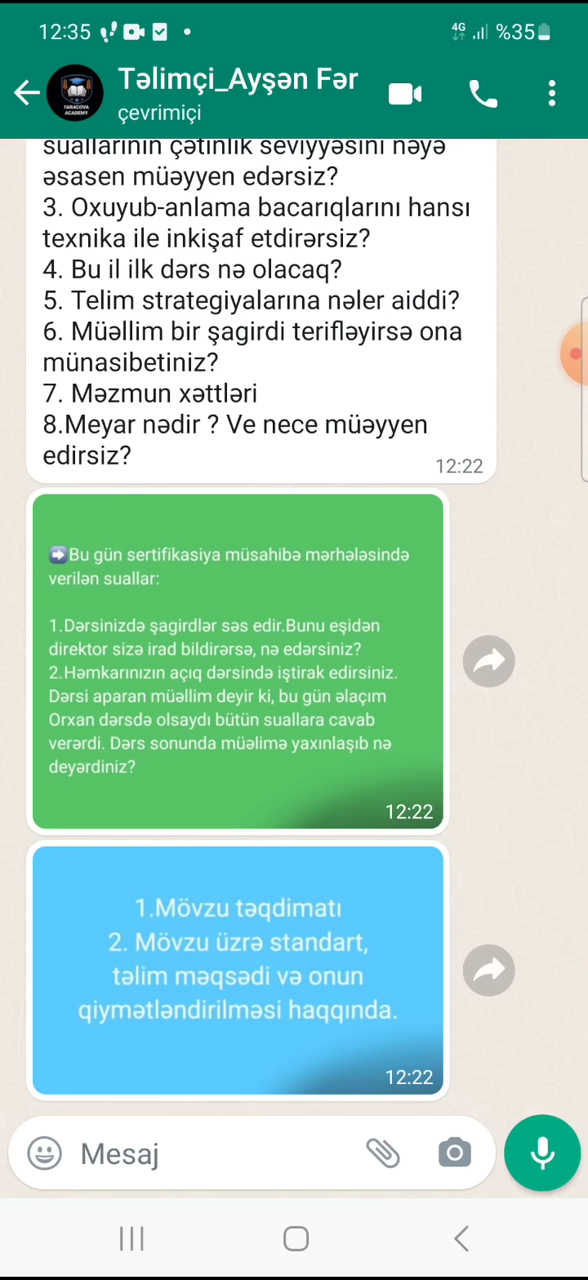 12:35
4G
%35
Təlimçi_Ayşən Fər
çevrimiçi
FARACOVA
ACADEMY
suallarının çətinlik səviyyəsini nəyə
əsasen müəyyen edərsiz?
3. Oxuyub-anlama bacarıqlarını hansı
texnika ile inkişaf etdirərsiz?
4. Bu il ilk dərs nə olacaq?
5. Telim strategiyalarına nəler aiddi?
6. Müəllim bir şagirdi terifləyirsə ona
münasibetiniz?
7. Məzmun xəttləri
8.Meyar nədir ? Ve nece müəyyen
edirsiz?
12:22
➡️Bu gün sertifikasiya müsahibə mərhələsində
verilən suallar:
1.Dərsinizdə şagirdlər səs edir.Bunu eşidən
direktor sizə irad bildirərsə, nə edərsiniz?
2.Həmkarınızın açıq dərsində iştirak edirsiniz.
Dərsi aparan müəllim deyir ki, bu gün əlaçım
Orxan dərsdə olsaydı bütün suallara cavab
verərdi. Dərs sonunda müəlimə yaxınlaşıb nə
deyərdiniz?
12:22
1.Mövzu təqdimatı
2. Mövzu üzrə standart,
təlim məqsədi və onun
qiymətləndirilməsi haqqında.
12:22
Mesaj